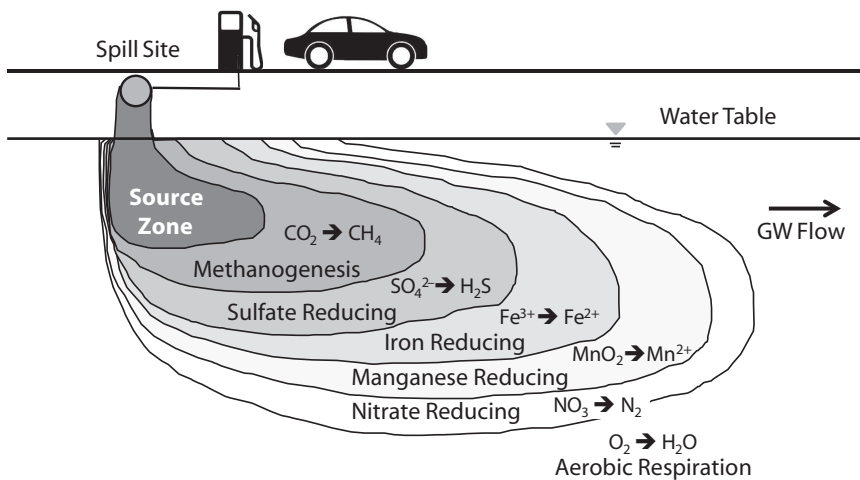 Spill Site
Water Table
Source
Zone
GW Flow
CO₂ → CH₄
Methanogenesis
SO₄²⁻ → H₂S
Sulfate Reducing
Fe³⁺ → Fe²⁺
Iron Reducing
MnO₂ → Mn²⁺
Manganese Reducing
NO₃ → N₂
Nitrate Reducing
O₂ → H₂O
Aerobic Respiration